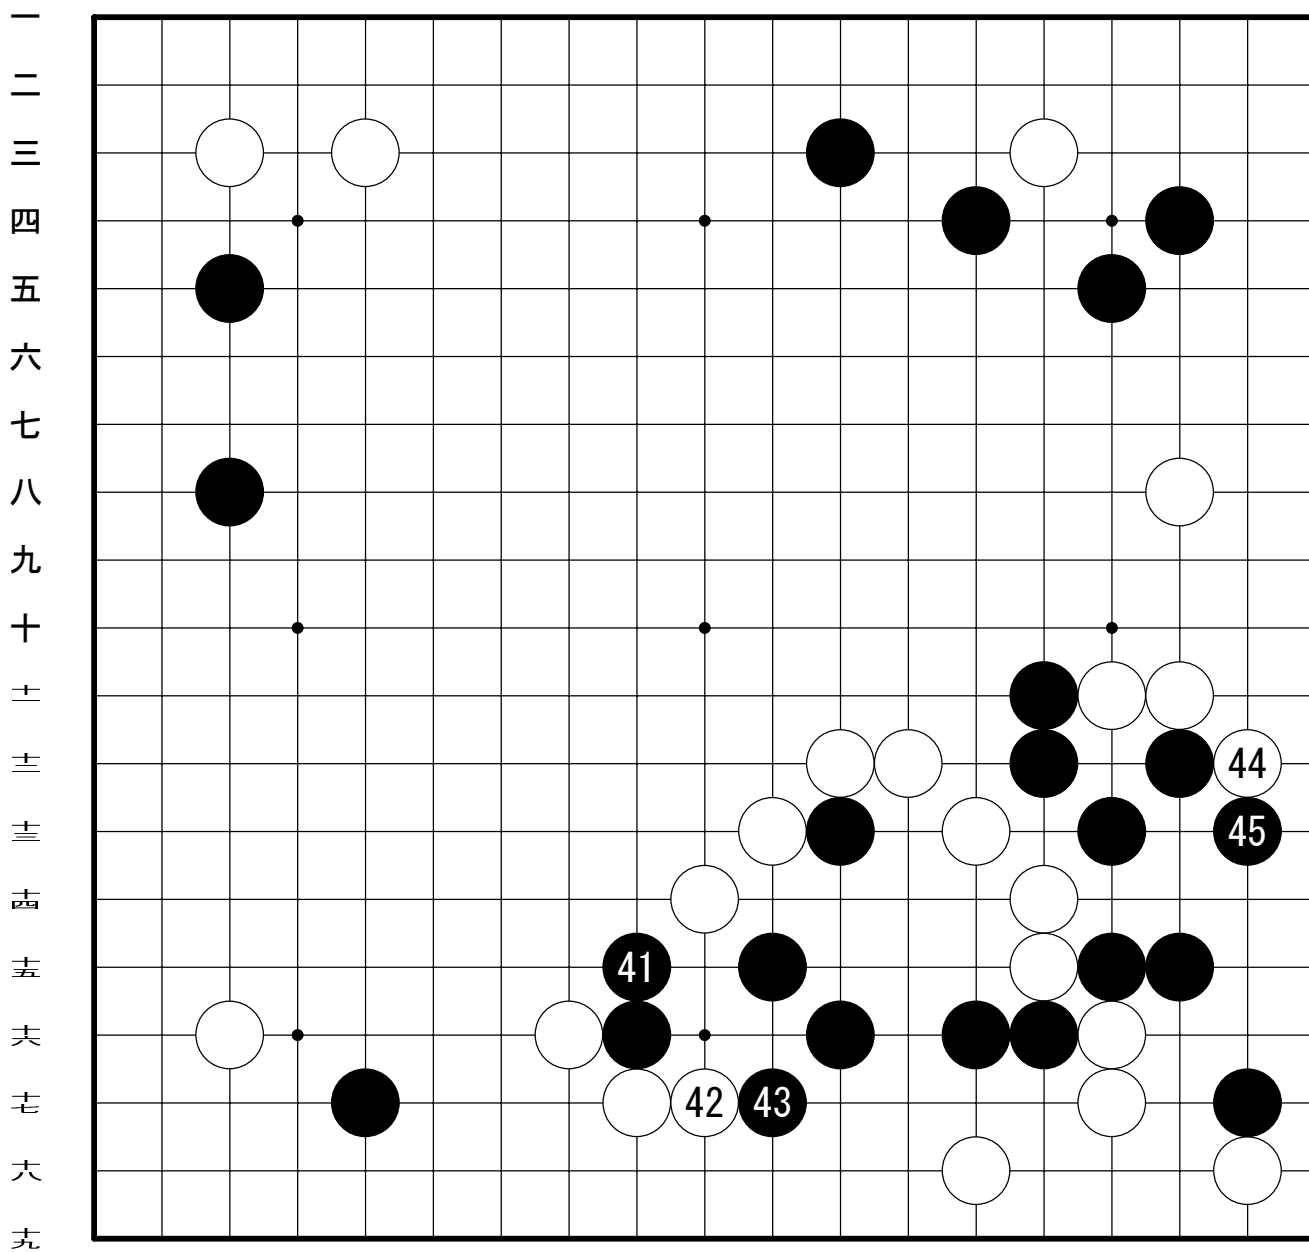 一
二
三
四
五
六
七
八
九
十
十一
十二 44
十三 45
十四
十五 41
十六
十七 42 43
十八
十九